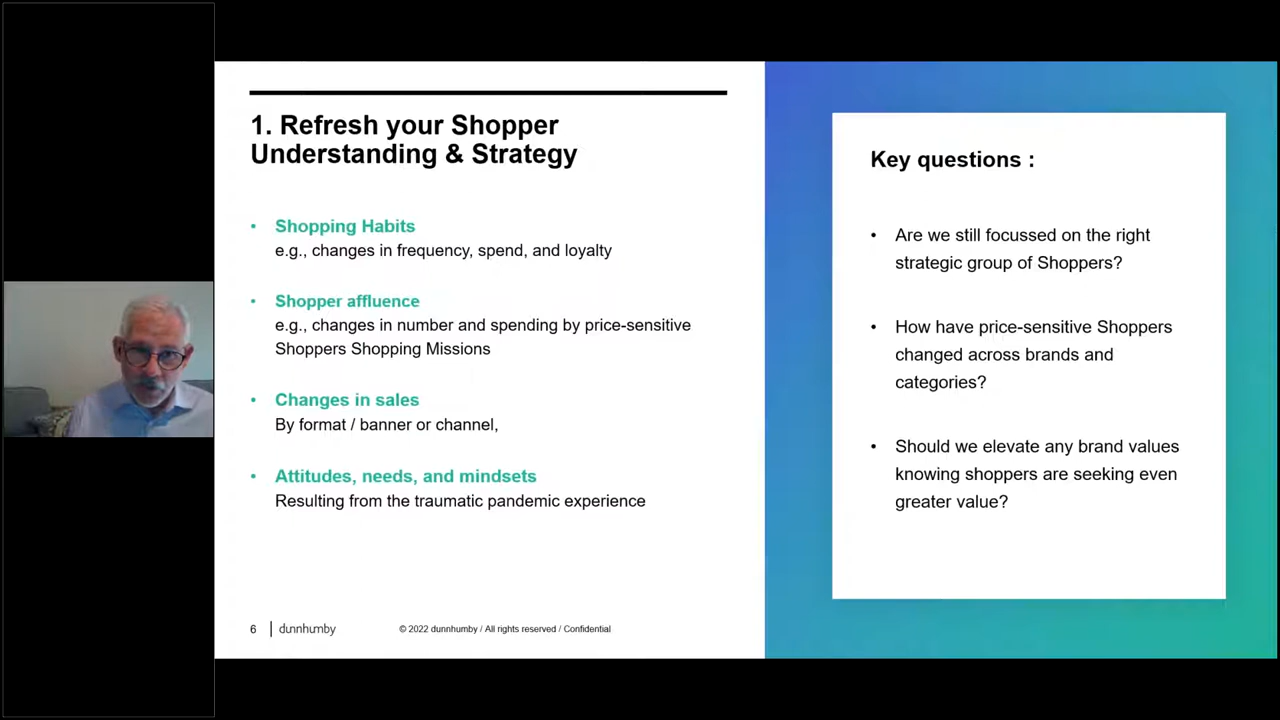 1. Refresh your Shopper
Understanding & Strategy
• Shopping Habits
e.g., changes in frequency, spend, and loyalty
• Shopper affluence
e.g., changes in number and spending by price-sensitive
Shoppers Shopping Missions
• Changes in sales
By format / banner or channel,
• Attitudes, needs, and mindsets
Resulting from the traumatic pandemic experience
6 | dunnhumby
© 2022 dunnhumby / All rights reserved / Confidential
Key questions :
• Are we still focussed on the right
strategic group of Shoppers?
• How have price-sensitive Shoppers
changed across brands and
categories?
• Should we elevate any brand values
knowing shoppers are seeking even
greater value?